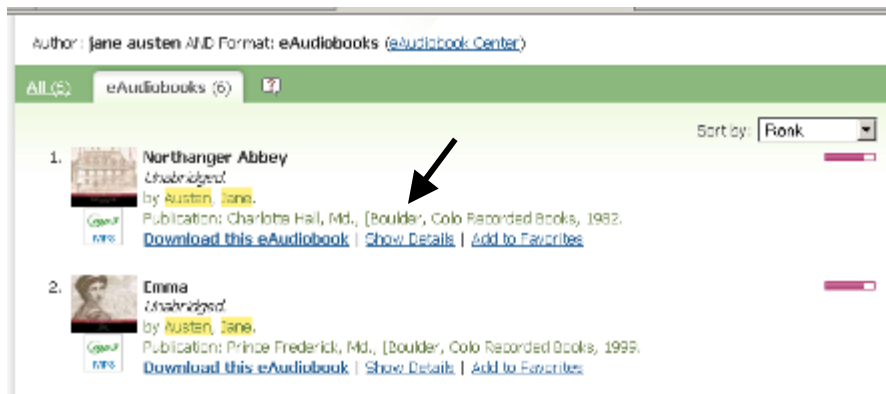 Author: jane austen AND Format: eAudiobooks (eAudiobook Center)
All (6) eAudiobooks (6) ?
Sort by: Rank
1. Northanger Abbey
Unabridged.
by Austen, Jane.
Publication: Charlotte Hall, Md., [Boulder, Colo Recorded Books, 1982.
MP3
Download this eAudiobook | Show Details | Add to Favorites
2. Emma
Unabridged.
by Austen, Jane.
Publication: Prince Frederick, Md., [Boulder, Colo Recorded Books, 1999.
MP3
Download this eAudiobook | Show Details | Add to Favorites